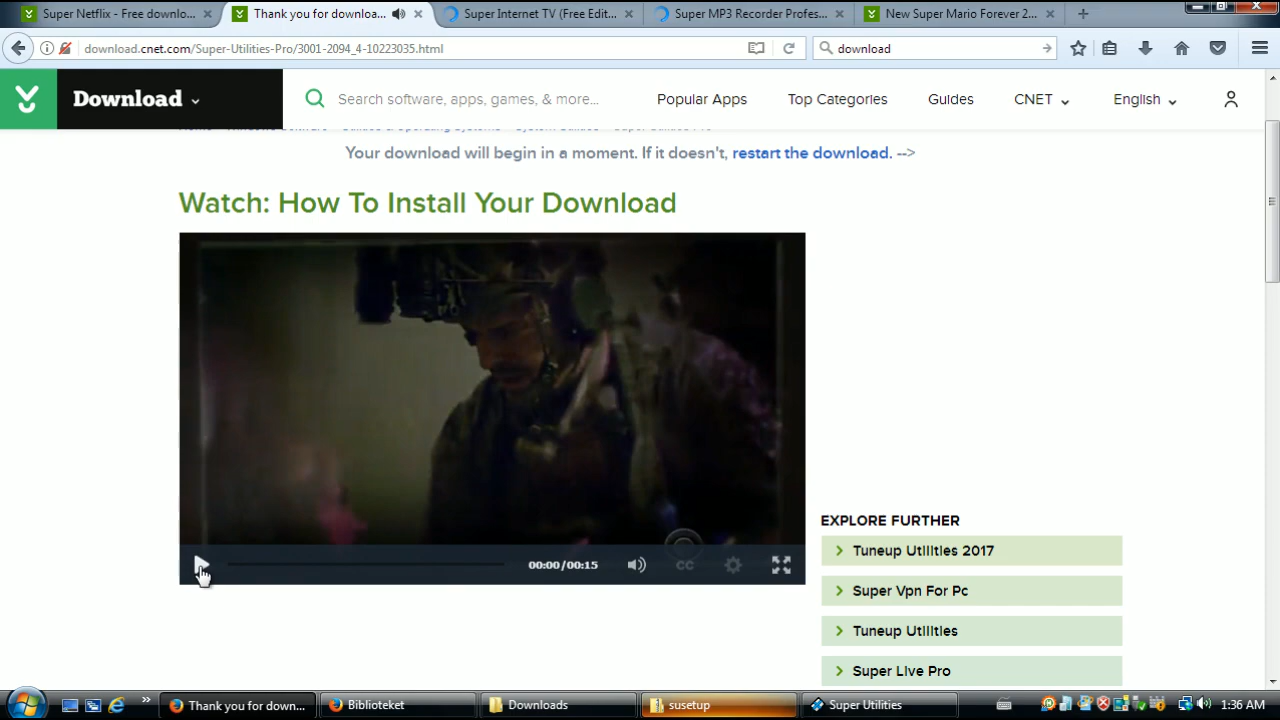 Super Netflix - Free downlo...
Thank you for downloa...
Super Internet TV (Free Edit...
Super MP3 Recorder Profes...
New Super Mario Forever 2...
download.cnet.com/Super-Utilities-Pro/3001-2094_4-10223035.html
download
Download
Search software, apps, games, & more...
Popular Apps
Top Categories
Guides
CNET
English
Your download will begin in a moment. If it doesn't, restart the download. -->
Watch: How To Install Your Download
00:00/00:15
CC
EXPLORE FURTHER
Tuneup Utilities 2017
Super Vpn For Pc
Tuneup Utilities
Super Live Pro
Thank you for down...
Biblioteket
Downloads
susetup
Super Utilities
1:36 AM